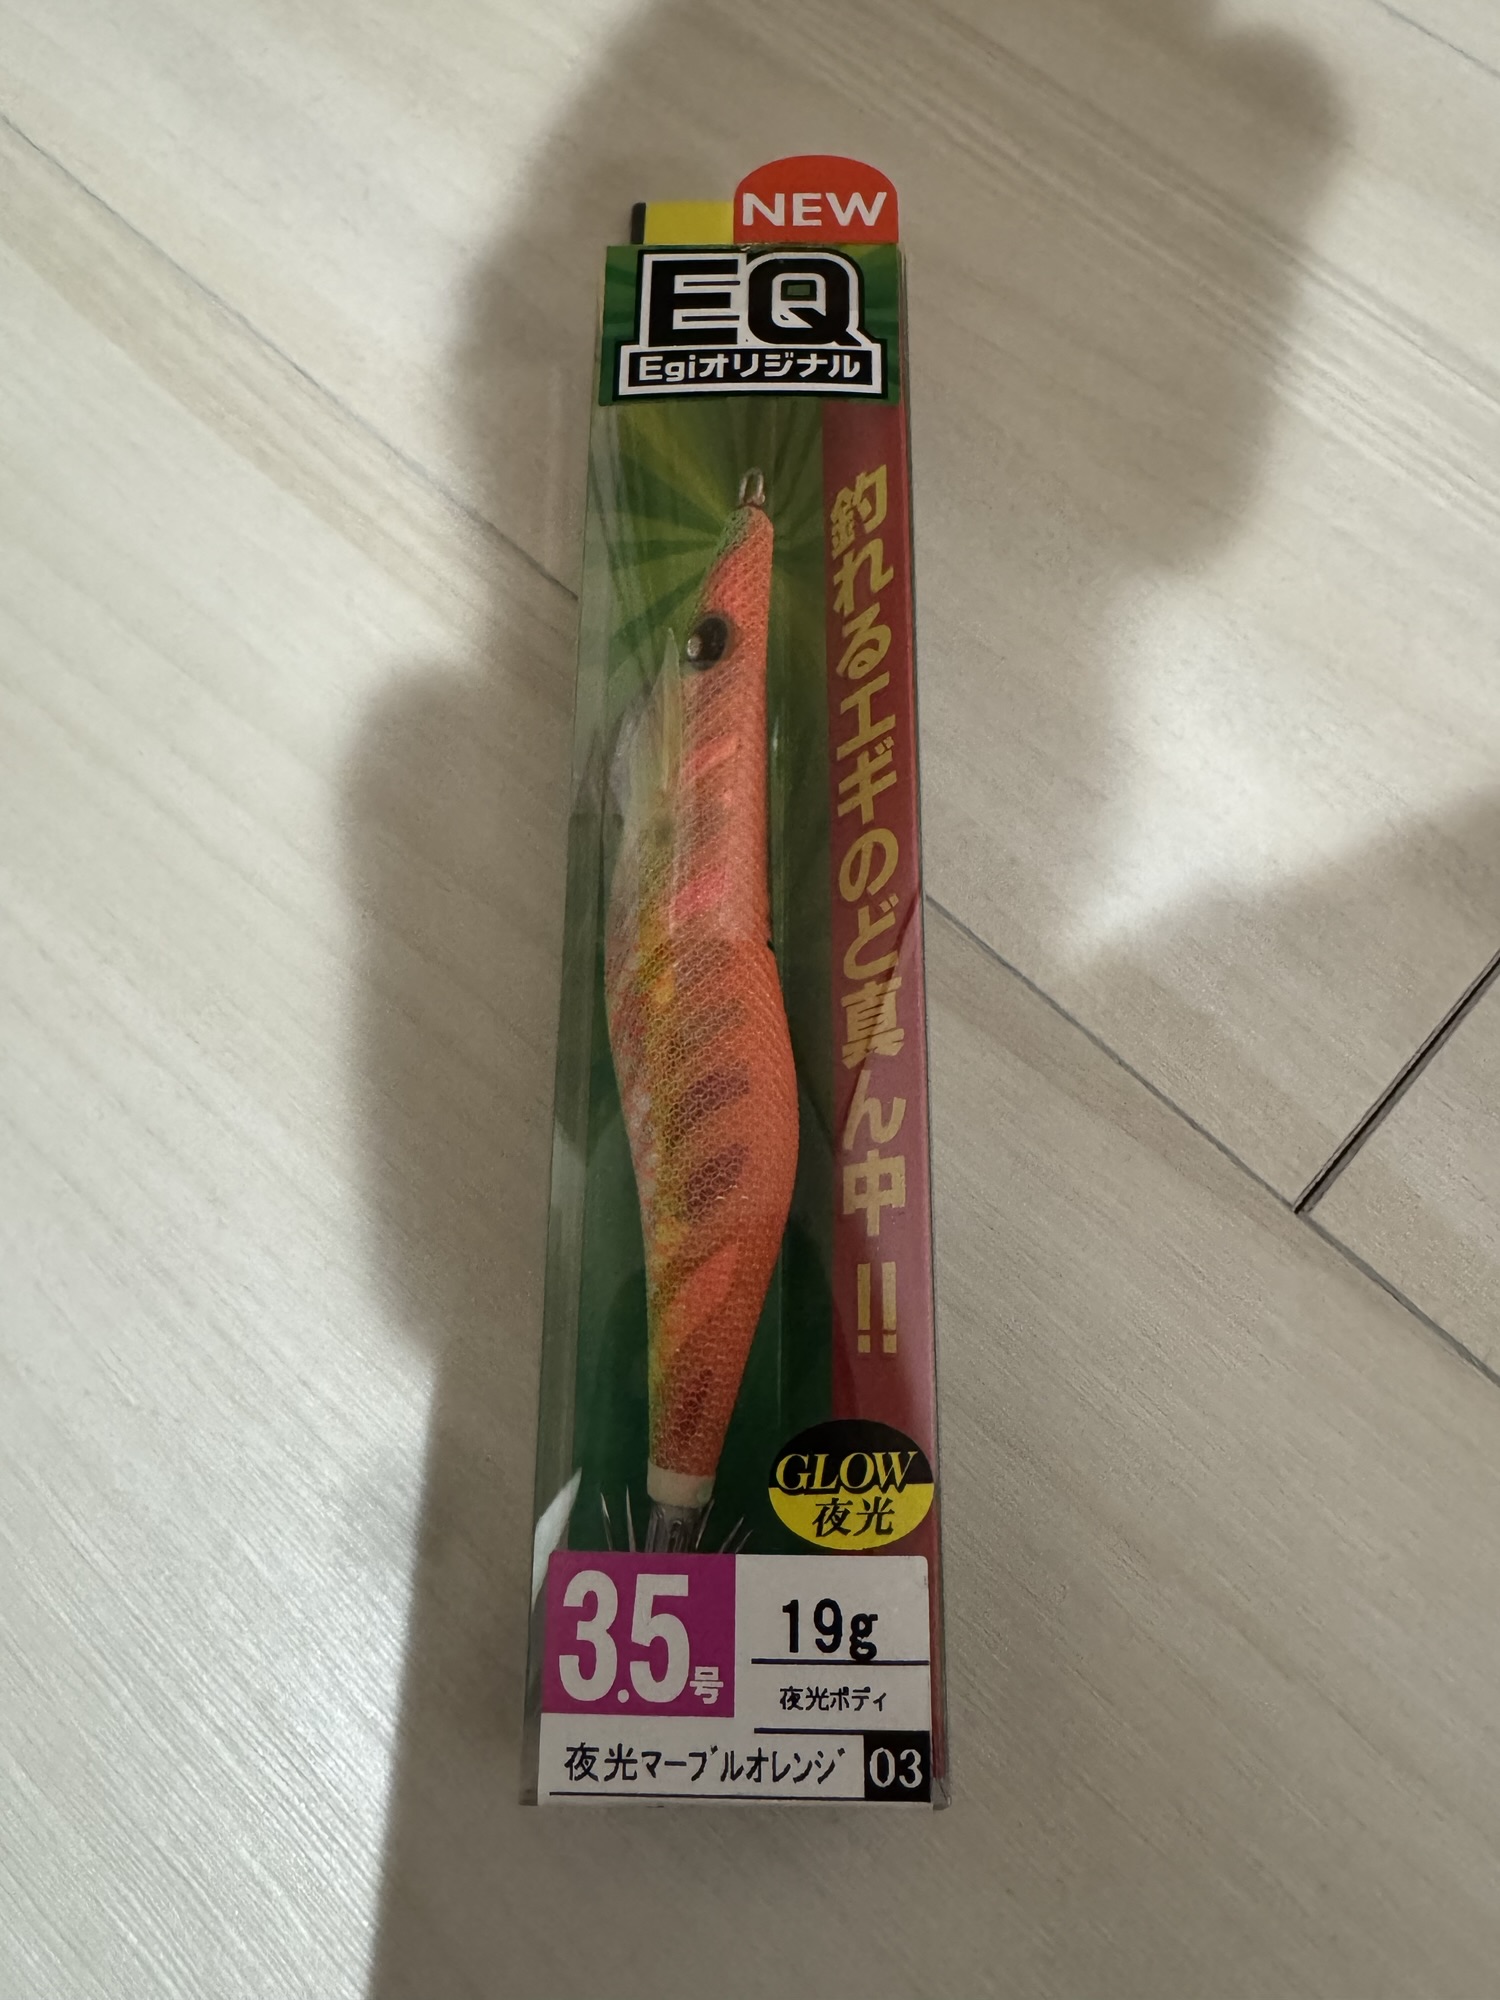 NEW
EQ
Egiオリジナル
釣れるエギのど真ん中!!
GLOW
夜光
3.5号
19g
夜光ボディ
夜光マーブルオレンジ
03